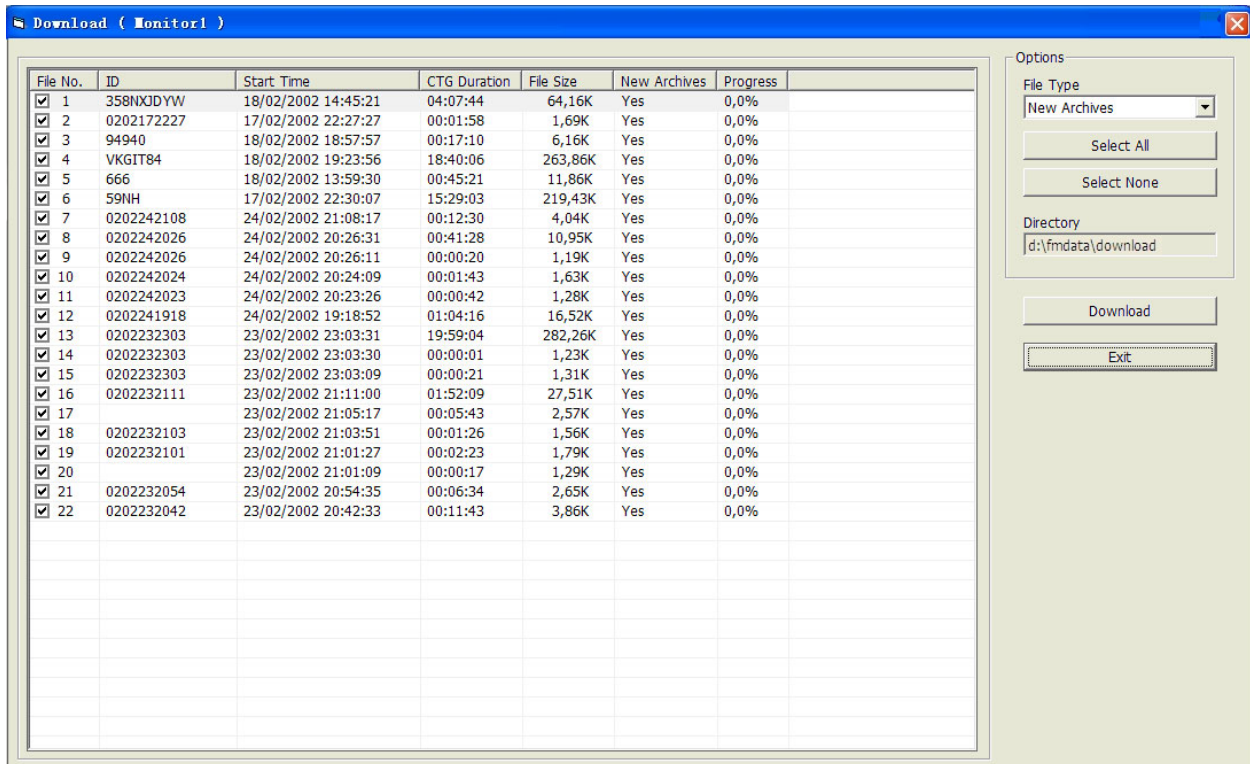 Download ( Monitor1 )
Options
File No. ID Start Time CTG Duration File Size New Archives Progress
1 358NXJDYW 18/02/2002 14:45:21 04:07:44 64,16K Yes 0,0%
2 0202172227 17/02/2002 22:27:27 00:01:58 1,69K Yes 0,0%
3 94940 18/02/2002 18:57:57 00:17:10 6,16K Yes 0,0%
4 VKGIT84 18/02/2002 19:23:56 18:40:06 263,86K Yes 0,0%
5 666 18/02/2002 13:59:30 00:45:21 11,86K Yes 0,0%
6 59NH 17/02/2002 22:30:07 15:29:03 219,43K Yes 0,0%
7 0202242108 24/02/2002 21:08:17 00:12:30 4,04K Yes 0,0%
8 0202242026 24/02/2002 20:26:31 00:41:28 10,95K Yes 0,0%
9 0202242026 24/02/2002 20:26:11 00:00:20 1,19K Yes 0,0%
10 0202242024 24/02/2002 20:24:09 00:01:43 1,63K Yes 0,0%
11 0202242023 24/02/2002 20:23:26 00:00:42 1,28K Yes 0,0%
12 0202241918 24/02/2002 19:18:52 01:04:16 16,52K Yes 0,0%
13 0202232303 23/02/2002 23:03:31 19:59:04 282,26K Yes 0,0%
14 0202232303 23/02/2002 23:03:30 00:00:01 1,23K Yes 0,0%
15 0202232303 23/02/2002 23:03:09 00:00:21 1,31K Yes 0,0%
16 0202232111 23/02/2002 21:11:00 01:52:09 27,51K Yes 0,0%
17 23/02/2002 21:05:17 00:05:43 2,57K Yes 0,0%
18 0202232103 23/02/2002 21:03:51 00:01:26 1,56K Yes 0,0%
19 0202232101 23/02/2002 21:01:27 00:02:23 1,79K Yes 0,0%
20 23/02/2002 21:01:09 00:00:17 1,29K Yes 0,0%
21 0202232054 23/02/2002 20:54:35 00:06:34 2,65K Yes 0,0%
22 0202232042 23/02/2002 20:42:33 00:11:43 3,86K Yes 0,0%
File Type
New Archives
Select All
Select None
Directory
d:\fmdata\download
Download
Exit